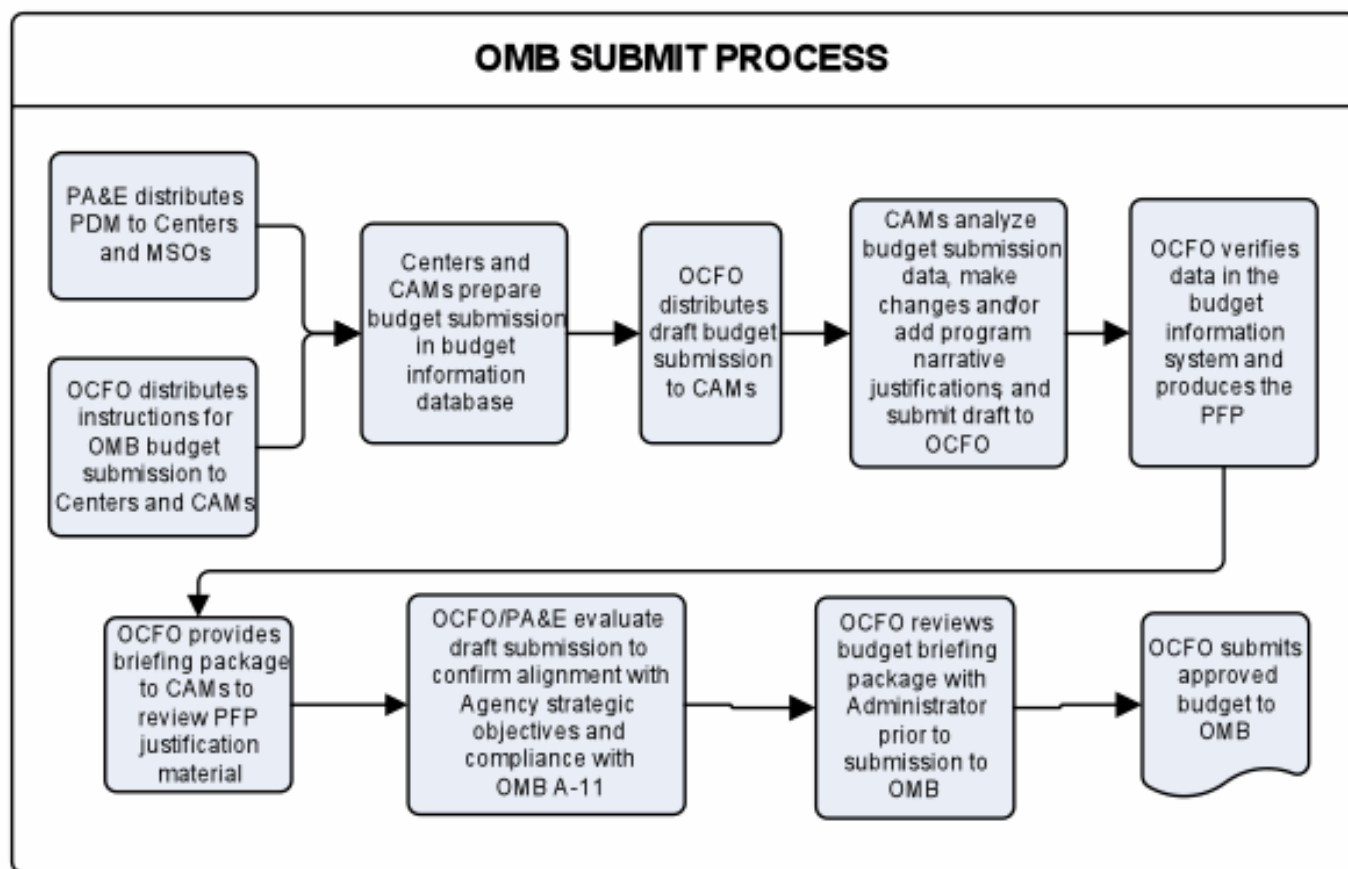 OMB SUBMIT PROCESS
PA&E distributes
PDM to Centers
and MSOs
OCFO distributes
instructions for
OMB budget
submission to
Centers and CAMs
Centers and
CAMs prepare
budget submission
in budget
information
database
OCFO
distributes
draft budget
submission
to CAMs
CAMs analyze
budget submission
data, make
changes and/or
add program
narrative
justifications, and
submit draft to
OCFO
OCFO verifies
data in the
budget
information
system and
produces the
PFP
OCFO provides
briefing package
to CAMs to
review PFP
justification
material
OCFO/PA&E evaluate
draft submission to
confirm alignment with
Agency strategic
objectives and
compliance with
OMB A-11
OCFO reviews
budget briefing
package with
Administrator
prior to
submission to
OMB
OCFO submits
approved
budget to
OMB